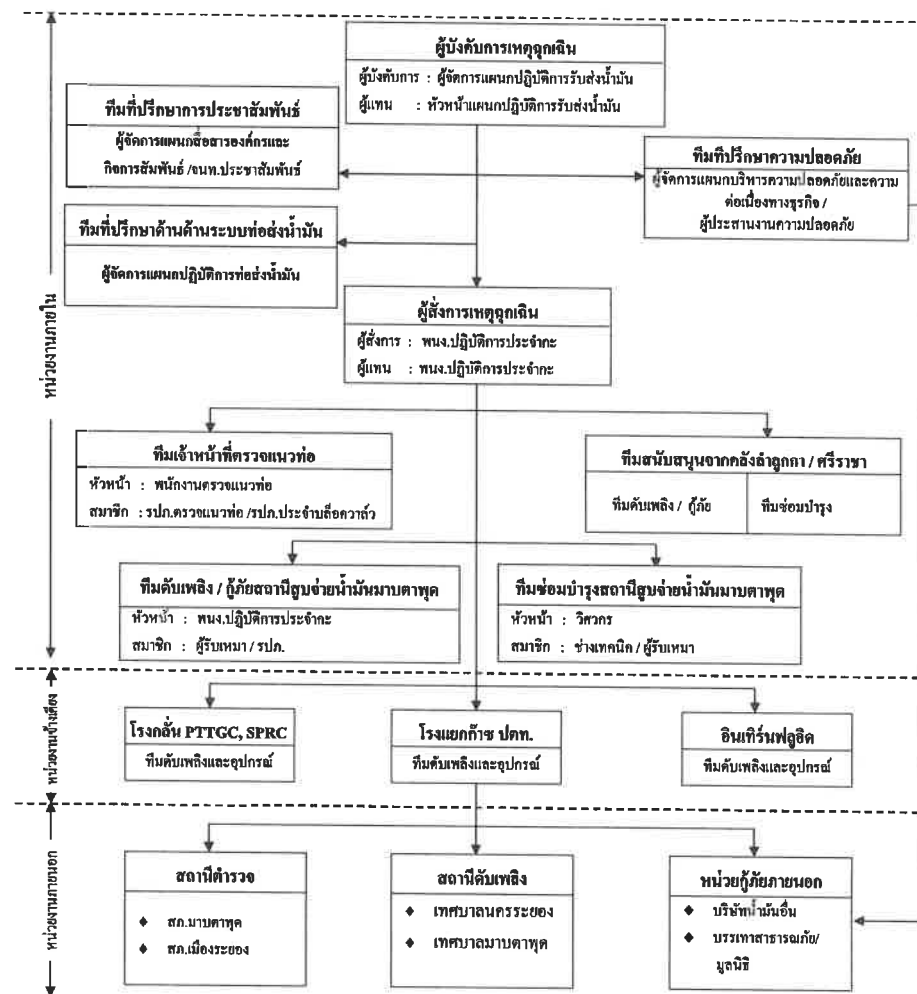 ผู้บังคับการเหตุฉุกเฉิน
ผู้บังคับการ : ผู้จัดการแผนกปฏิบัติการรับส่งน้ำมัน
ผู้แทน : หัวหน้าแผนกปฏิบัติการรับส่งน้ำมัน
ทีมที่ปรึกษาการประชาสัมพันธ์
ผู้จัดการแผนกสื่อสารองค์กรและ
กิจการสัมพันธ์ /จนท.ประชาสัมพันธ์
ทีมที่ปรึกษาความปลอดภัย
ผู้จัดการแผนกบริหารความปลอดภัยและความ
ต่อเนื่องทางธุรกิจ /
ผู้ประสานงานความปลอดภัย
ทีมที่ปรึกษาด้านด้านระบบท่อส่งน้ำมัน
ผู้จัดการแผนกปฏิบัติการท่อส่งน้ำมัน
หน่วยงานภายใน
ผู้สั่งการเหตุฉุกเฉิน
ผู้สั่งการ : พนง.ปฏิบัติการประจำกะ
ผู้แทน : พนง.ปฏิบัติการประจำกะ
ทีมเจ้าหน้าที่ตรวจแนวท่อ
หัวหน้า : พนักงานตรวจแนวท่อ
สมาชิก : รปภ.ตรวจแนวท่อ /รปภ.ประจำบล็อควาล์ว
ทีมสนับสนุนจากคลังลำลูกกา / ศรีราชา
ทีมดับเพลิง / กู้ภัย
ทีมซ่อมบำรุง
ทีมดับเพลิง / กู้ภัยสถานีสูบจ่ายน้ำมันมาบตาพุด
หัวหน้า : พนง.ปฏิบัติการประจำกะ
สมาชิก : ผู้รับเหมา / รปภ.
ทีมซ่อมบำรุงสถานีสูบจ่ายน้ำมันมาบตาพุด
หัวหน้า : วิศวกร
สมาชิก : ช่างเทคนิค / ผู้รับเหมา
หน่วยงานข้างเคียง
โรงกลั่น PTTGC, SPRC
ทีมดับเพลิงและอุปกรณ์
โรงแยกก๊าซ ปตท.
ทีมดับเพลิงและอุปกรณ์
อินเทิร์นฟลูอิด
ทีมดับเพลิงและอุปกรณ์
หน่วยงานภายนอก
สถานีตำรวจ
◆ สภ.มาบตาพุด
◆ สภ.เมืองระยอง
สถานีดับเพลิง
◆ เทศบาลนครระยอง
◆ เทศบาลมาบตาพุด
หน่วยกู้ภัยภายนอก
◆ บริษัทน้ำมันอื่น
◆ บรรเทาสาธารณภัย/
มูลนิธิ